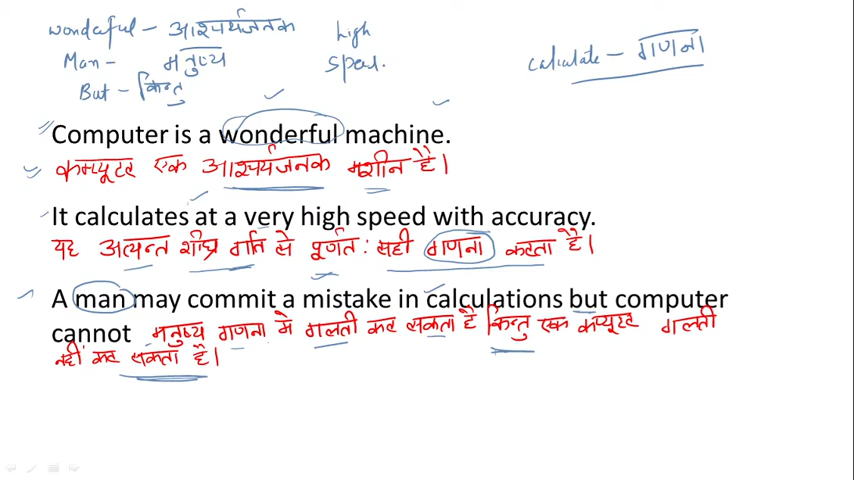 wondeful - आश्चर्यजनक high
Man - मनुष्य speed. calculate - गणना
But - किन्तु
Computer is a wonderful machine.
कम्प्यूटर एक आश्चर्यजनक मशीन है।
It calculates at a very high speed with accuracy.
यह अत्यन्त शीघ्र गति से पूर्णत: सही गणना करता है।
A man may commit a mistake in calculations but computer
cannot मनुष्य गणना मे गलती कर सकता है किन्तु एक कंप्यूटर गलती
नही कर सकता है।